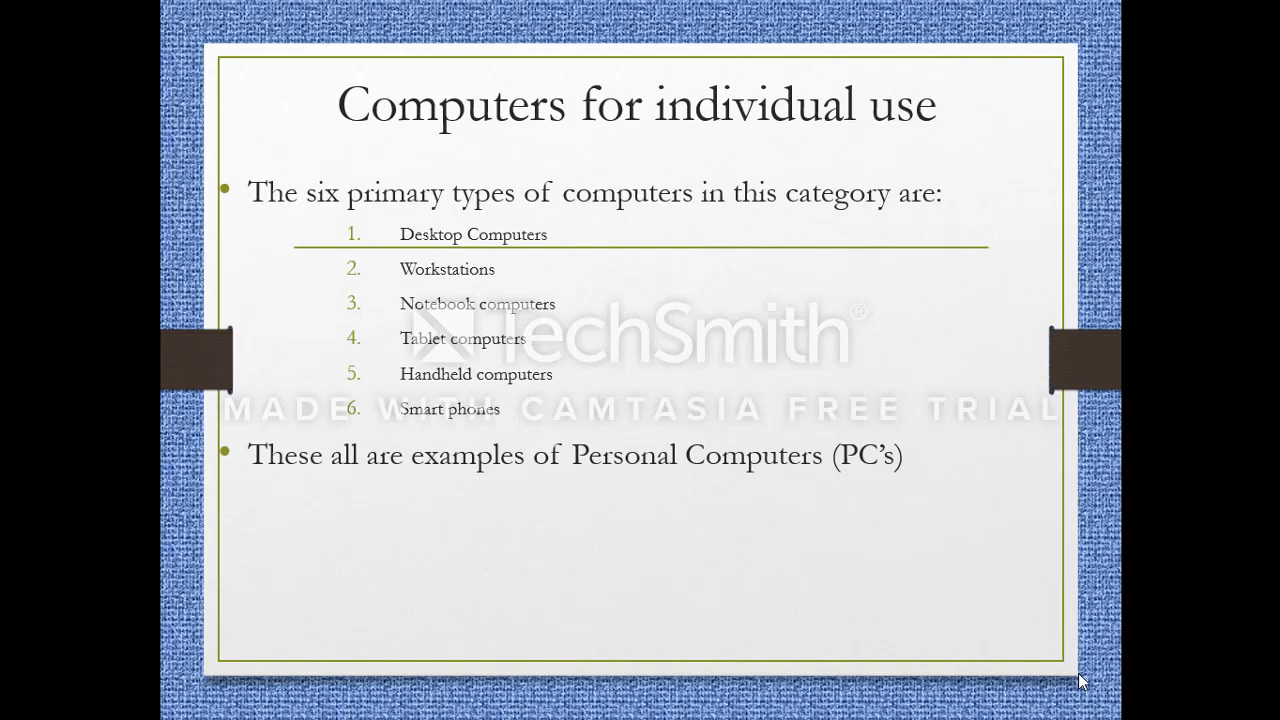 Computers for individual use
• The six primary types of computers in this category are:
1. Desktop Computers
2. Workstations
3. Notebook computers
4. Tablet computers
5. Handheld computers
6. Smart phones
• These all are examples of Personal Computers (PC’s)
TechSmith®
MADE WITH CAMTASIA FREE TRIAL